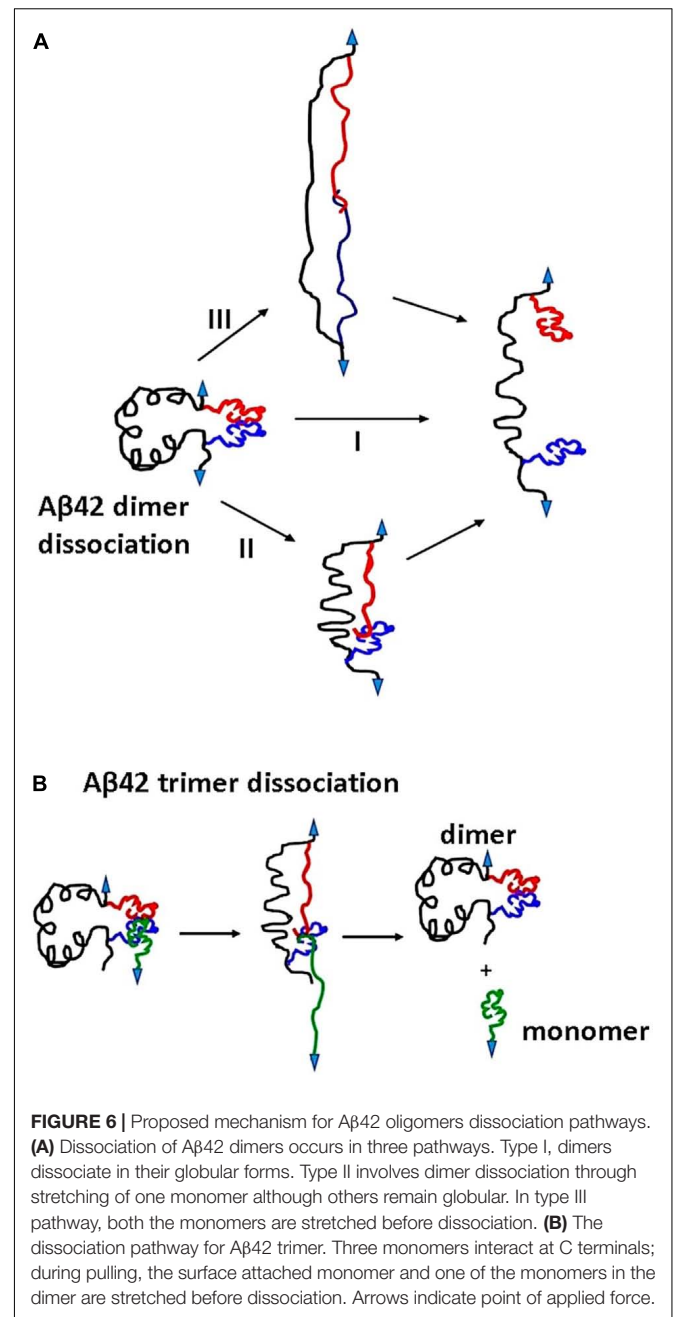 A
III
I
Aβ42 dimer
dissociation
II
B Aβ42 trimer dissociation
dimer
+
monomer
FIGURE 6 | Proposed mechanism for Aβ42 oligomers dissociation pathways.
(A) Dissociation of Aβ42 dimers occurs in three pathways. Type I, dimers
dissociate in their globular forms. Type II involves dimer dissociation through
stretching of one monomer although others remain globular. In type III
pathway, both the monomers are stretched before dissociation. (B) The
dissociation pathway for Aβ42 trimer. Three monomers interact at C terminals;
during pulling, the surface attached monomer and one of the monomers in the
dimer are stretched before dissociation. Arrows indicate point of applied force.